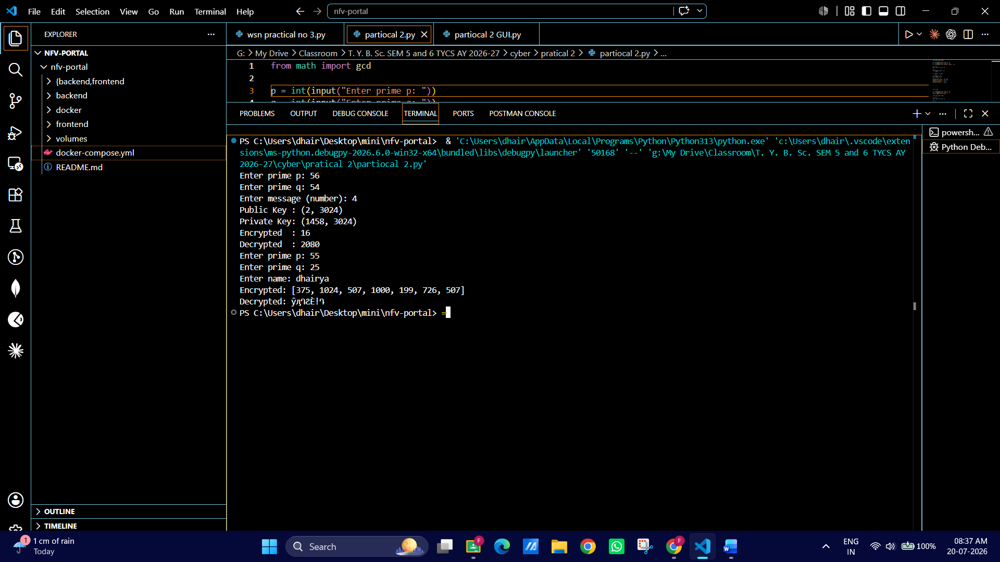 File Edit Selection View Go Run Terminal Help
nfv-portal
EXPLORER
NFV-PORTAL
nfv-portal
{backend,frontend
backend
docker
frontend
volumes
docker-compose.yml
README.md
OUTLINE
TIMELINE
wsn practical no 3.py
partiocal 2.py
partiocal 2 GUI.py
G: > My Drive > Classroom > T. Y. B. Sc. SEM 5 and 6 TYCS AY 2026-27 > cyber > pratical 2 > partiocal 2.py > ...
1 from math import gcd
2
3 p = int(input("Enter prime p: "))
4 q = int(input("Enter prime q: "))
PROBLEMS OUTPUT DEBUG CONSOLE TERMINAL PORTS POSTMAN CONSOLE
PS C:\Users\dhair\Desktop\mini\nfv-portal> & 'C:\Users\dhair\AppData\Local\Programs\Python\Python313\python.exe' 'c:\Users\dhair\.vscode\exten
sions\ms-python.debugpy-2026.6.0-win32-x64\bundled\libs\debugpy\launcher' '50168' '--' 'g:\My Drive\Classroom\T. Y. B. Sc. SEM 5 and 6 TYCS AY
2026-27\cyber\pratical 2\partiocal 2.py'
Enter prime p: 56
Enter prime q: 54
Enter message (number): 4
Public Key : (2, 3024)
Private Key: (1458, 3024)
Encrypted  : 16
Decrypted  : 2080
Enter prime p: 55
Enter prime q: 25
Enter name: dhairya
Encrypted: [375, 1024, 507, 1000, 199, 726, 507]
Decrypted:
PS C:\Users\dhair\Desktop\mini\nfv-portal> =
powersh...
Python Deb...
1
1 cm of rain
Today
Search
F
F
W
ENG
IN
100%
08:37 AM
20-07-2026